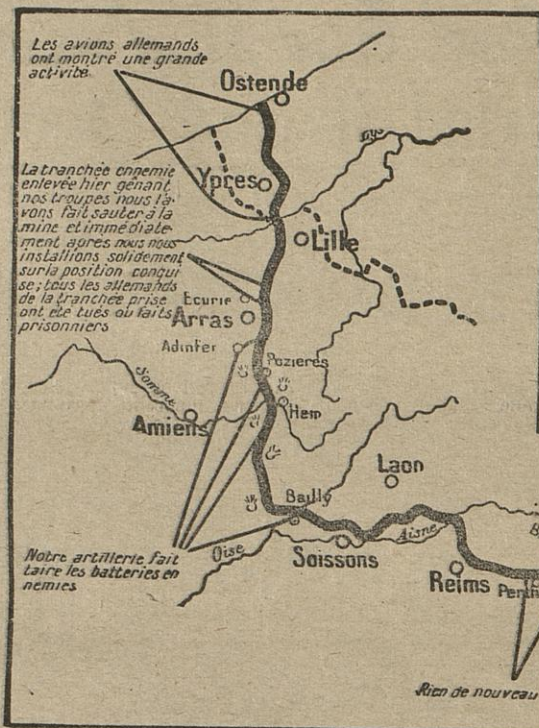 Les avions allemands
ont montré une grande
activité.
Ostende
Lys
La tranchée ennemie
enlevée hier gênant
nos troupes nous l'a-
vons fait sauter à la
mine et immédiate
ment après nous nous
installions solidement
sur la position conqui
se; tous les allemands
de la tranchée prise
ont été tués ou faits
prisonniers
Ypres
Lille
Ecurie
Arras
Adinfer
Pozieres
Somme
Hem
Amiens
Laon
Bailly
Notre artillerie fait
taire les batteries en
nemies
Oise
Soissons
Aisne
Reims
Perth
Rien de nouveau